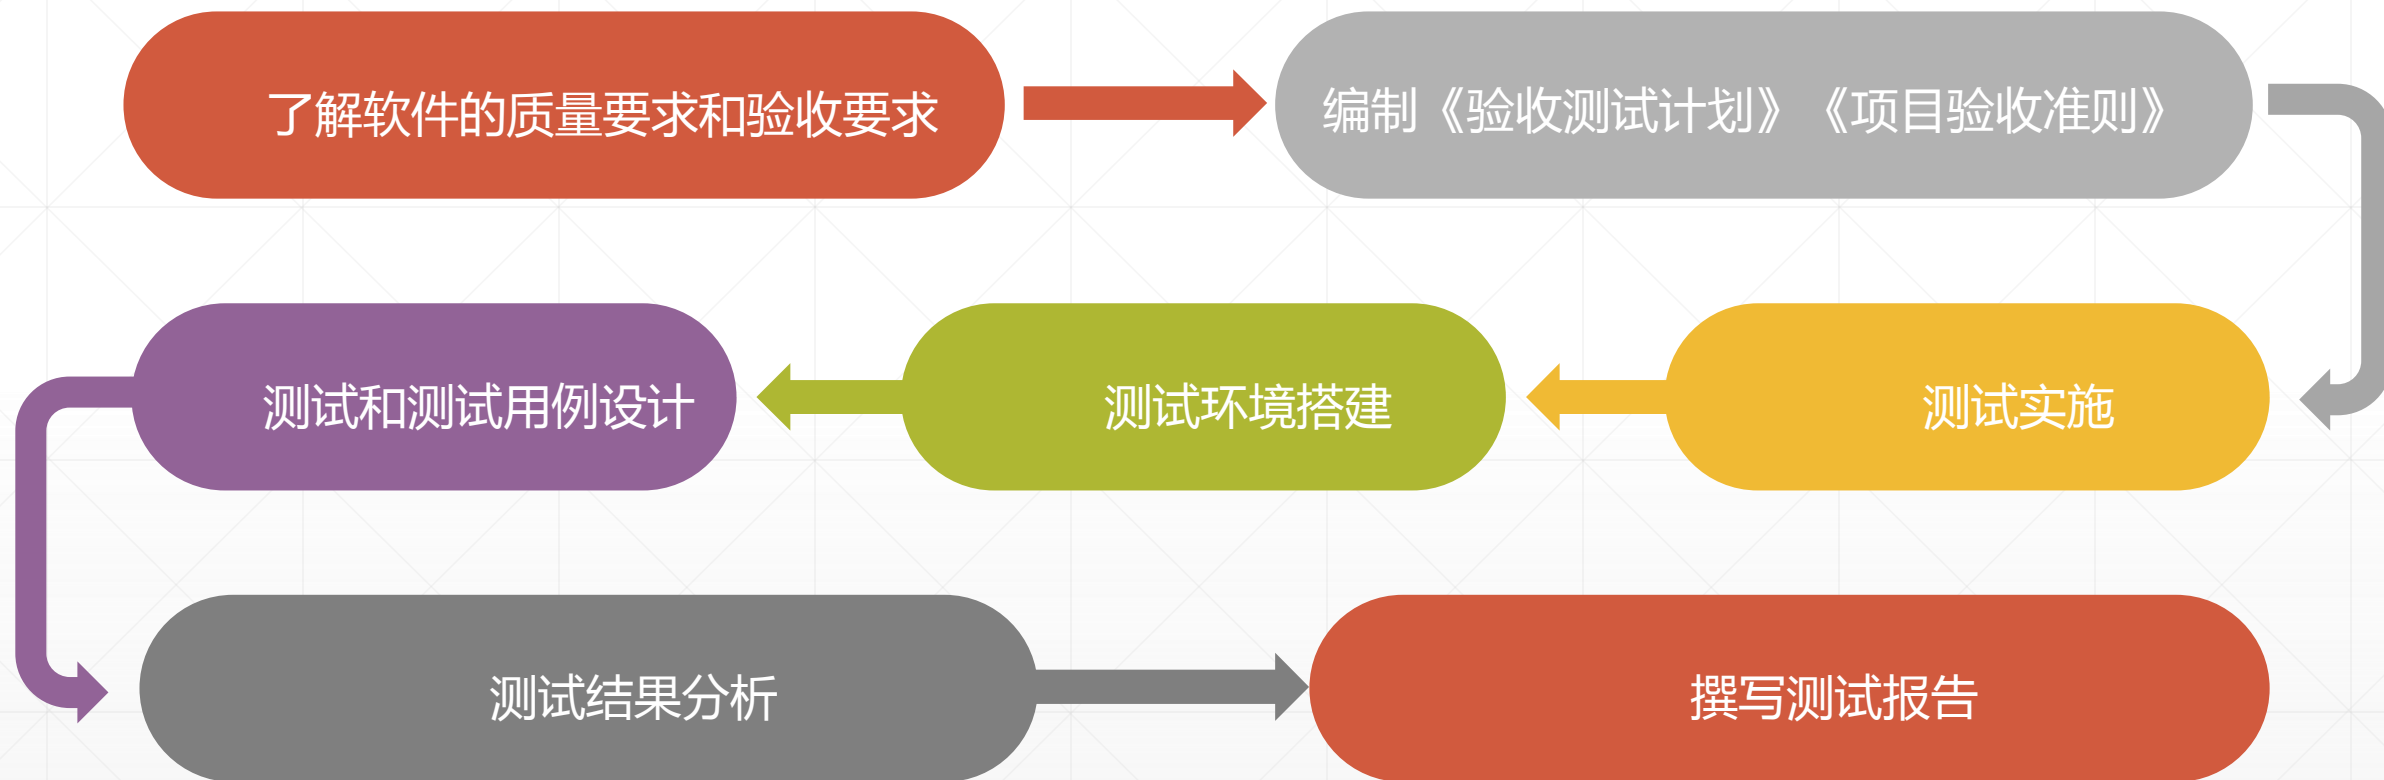 了解软件的质量要求和验收要求
编制《验收测试计划》《项目验收准则》
测试和测试用例设计
测试环境搭建
测试实施
测试结果分析
撰写测试报告